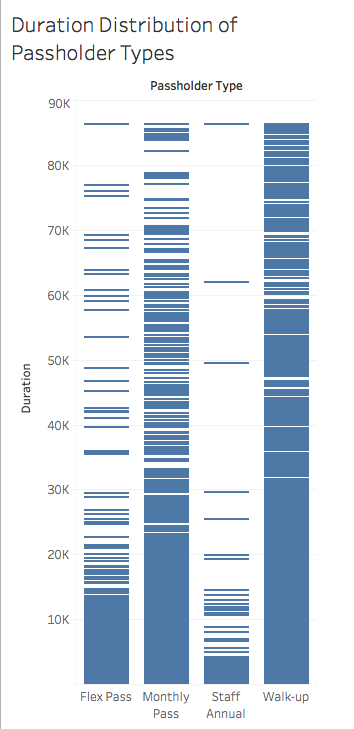 Duration Distribution of
Passholder Types
Passholder Type
90K
80K
70K
60K
50K
40K
30K
20K
10K
Duration
Flex Pass
Monthly
Pass
Staff
Annual
Walk-up